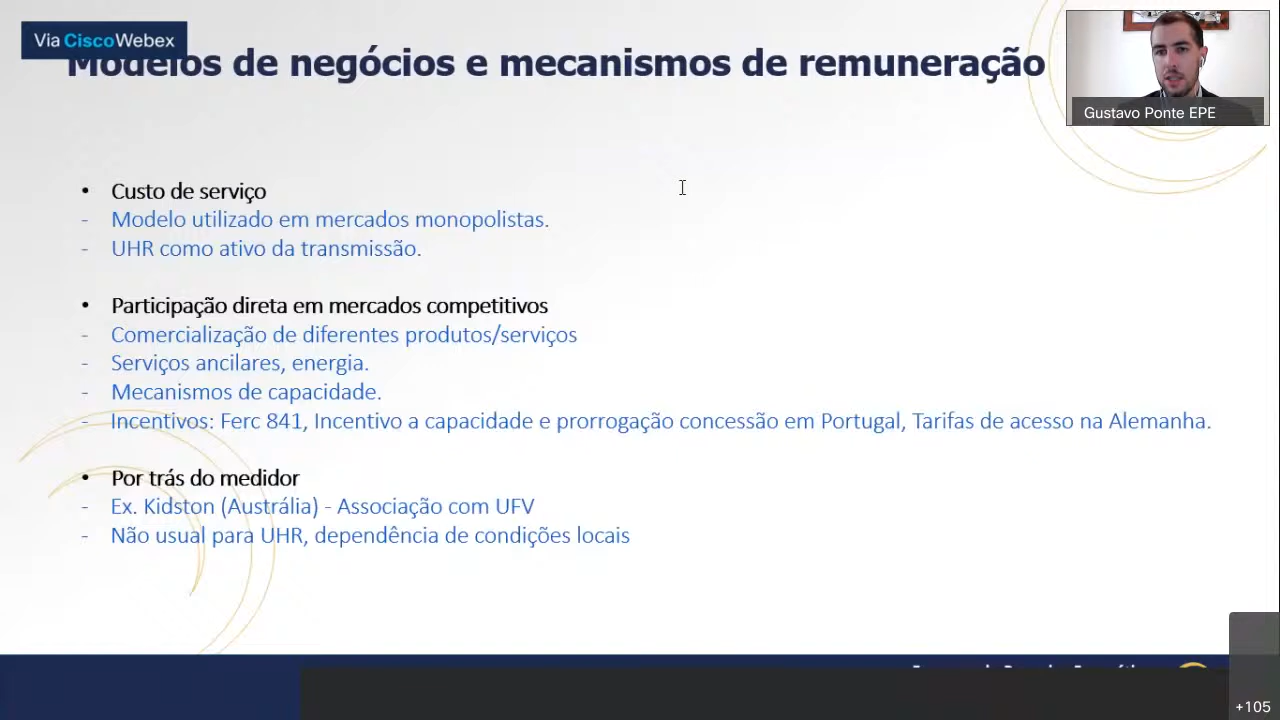 Via Cisco Webex
Modelos de negócios e mecanismos de remuneração
Gustavo Ponte EPE
• Custo de serviço
- Modelo utilizado em mercados monopolistas.
- UHR como ativo da transmissão.
• Participação direta em mercados competitivos
- Comercialização de diferentes produtos/serviços
- Serviços ancilares, energia.
- Mecanismos de capacidade.
- Incentivos: Ferc 841, Incentivo a capacidade e prorrogação concessão em Portugal, Tarifas de acesso na Alemanha.
• Por trás do medidor
- Ex. Kidston (Austrália) - Associação com UFV
- Não usual para UHR, dependência de condições locais
+105